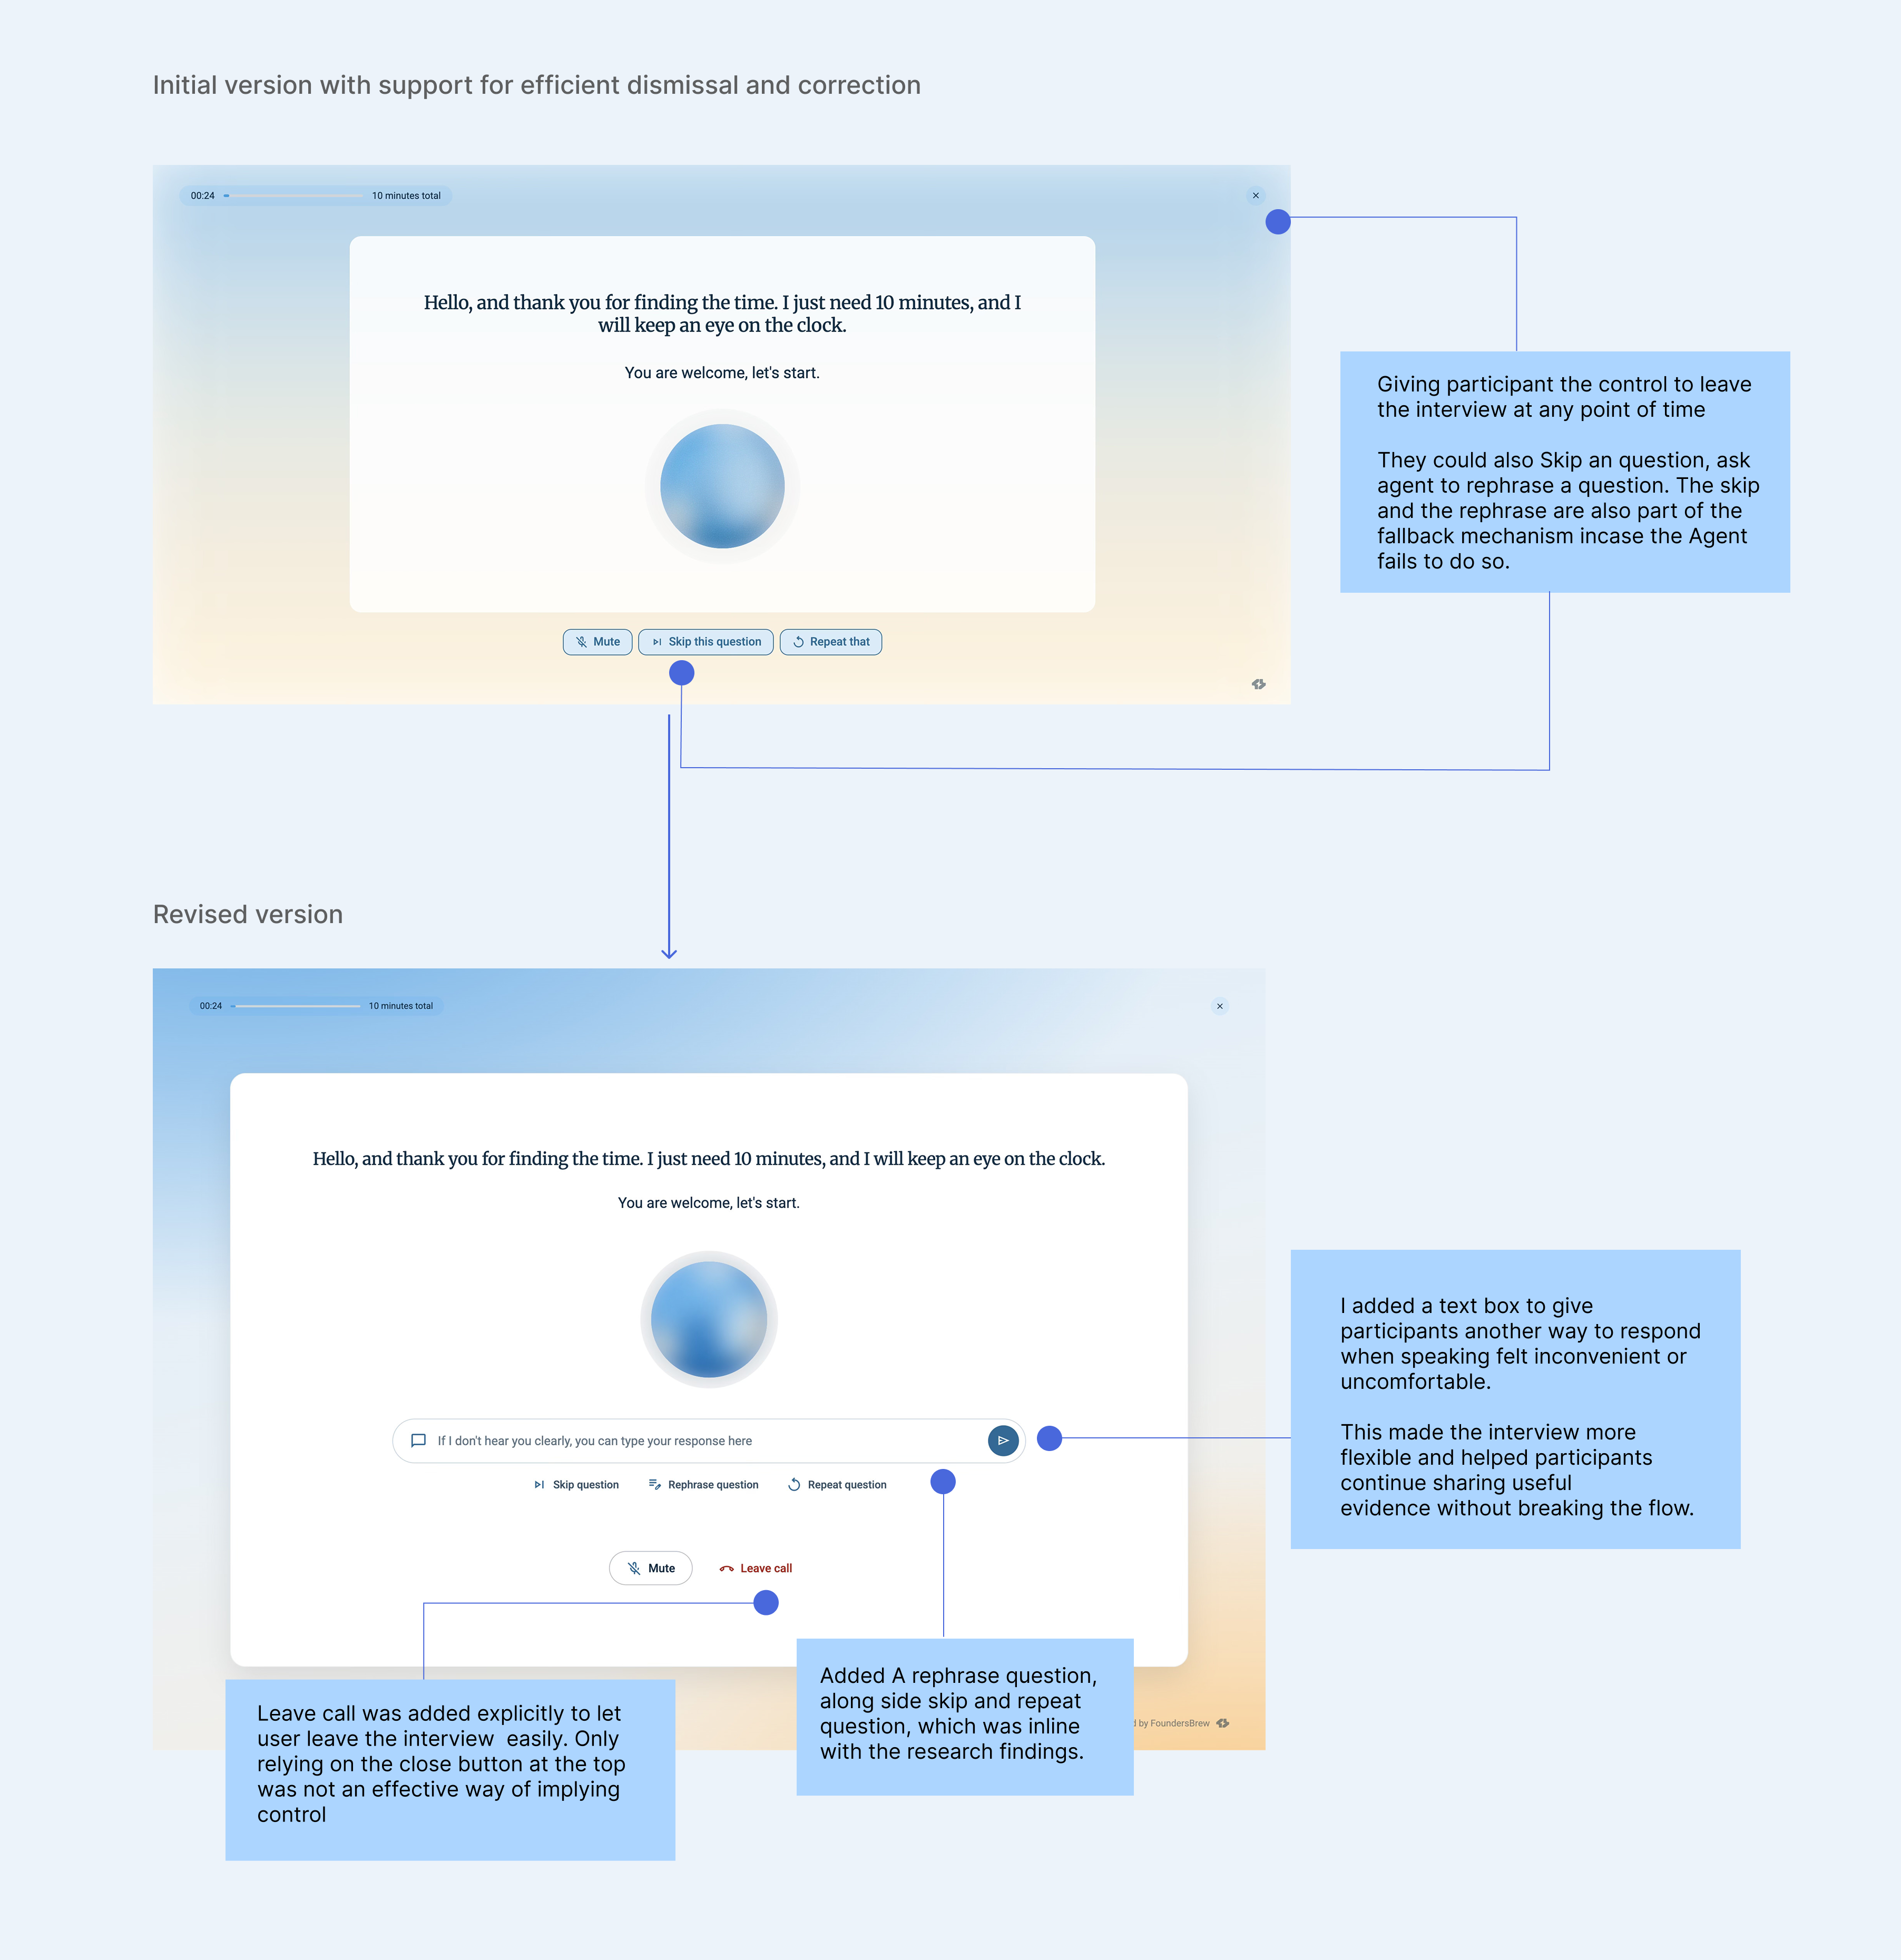 Initial version with support for efficient dismissal and correction
00:24
10 minutes total
Hello, and thank you for finding the time. I just need 10 minutes, and I
will keep an eye on the clock.
You are welcome, let's start.
Mute
Skip this question
Repeat that
Giving participant the control to leave
the interview at any point of time
They could also Skip an question, ask
agent to rephrase a question. The skip
and the rephrase are also part of the
fallback mechanism incase the Agent
fails to do so.
Revised version
00:24
10 minutes total
Hello, and thank you for finding the time. I just need 10 minutes, and I will keep an eye on the clock.
You are welcome, let's start.
If I don't hear you clearly, you can type your response here
Skip question
Rephrase question
Repeat question
Mute
Leave call
I added a text box to give
participants another way to respond
when speaking felt inconvenient or
uncomfortable.
This made the interview more
flexible and helped participants
continue sharing useful
evidence without breaking the flow.
Added A rephrase question,
along side skip and repeat
question, which was inline
with the research findings.
by FoundersBrew
Leave call was added explicitly to let
user leave the interview  easily. Only
relying on the close button at the top
was not an effective way of implying
control